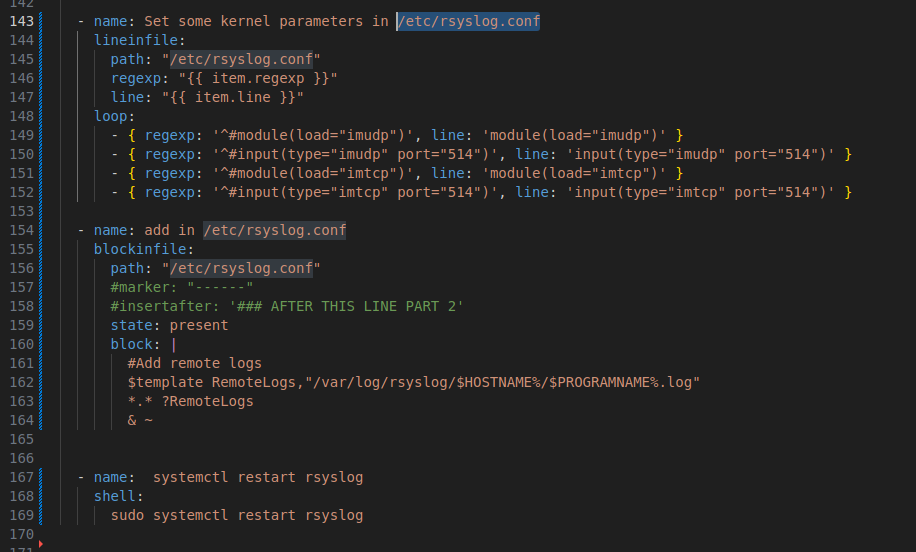 142
143 - name: Set some kernel parameters in /etc/rsyslog.conf
144 lineinfile:
145 path: "/etc/rsyslog.conf"
146 regexp: "{{ item.regexp }}"
147 line: "{{ item.line }}"
148 loop:
149 - { regexp: '^#module(load="imudp")', line: 'module(load="imudp")' }
150 - { regexp: '^#input(type="imudp" port="514")', line: 'input(type="imudp" port="514")' }
151 - { regexp: '^#module(load="imtcp")', line: 'module(load="imtcp")' }
152 - { regexp: '^#input(type="imtcp" port="514")', line: 'input(type="imtcp" port="514")' }
153
154 - name: add in /etc/rsyslog.conf
155 blockinfile:
156 path: "/etc/rsyslog.conf"
157 #marker: "------"
158 #insertafter: '### AFTER THIS LINE PART 2'
159 state: present
160 block: |
161 #Add remote logs
162 $template RemoteLogs,"/var/log/rsyslog/$HOSTNAME%/$PROGRAMNAME%.log"
163 *.* ?RemoteLogs
164 & ~
165
166
167 - name:  systemctl restart rsyslog
168 shell:
169 sudo systemctl restart rsyslog
170
171